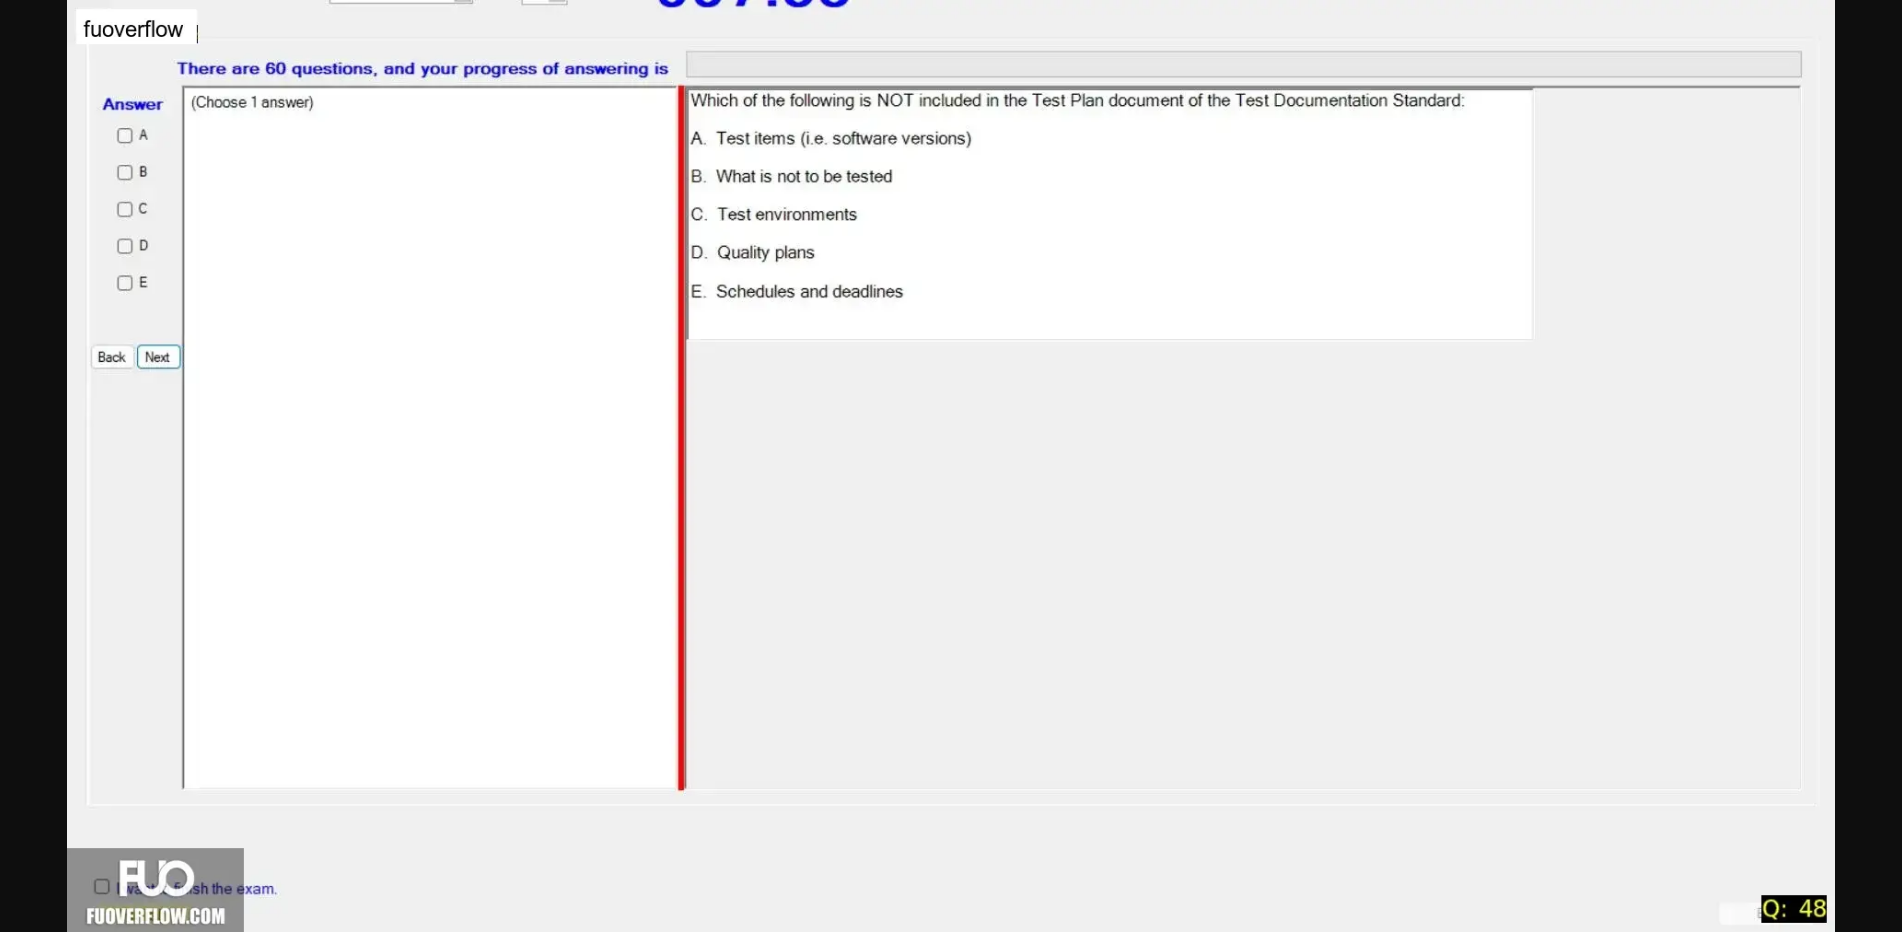 fuoverflow
There are 60 questions, and your progress of answering is
Answer
(Choose 1 answer)
A
B
C
D
E
Back Next
Which of the following is NOT included in the Test Plan document of the Test Documentation Standard:
A. Test items (i.e. software versions)
B. What is not to be tested
C. Test environments
D. Quality plans
E. Schedules and deadlines
FUO
the exam.
FUOVERFLOW.COM
Q: 48